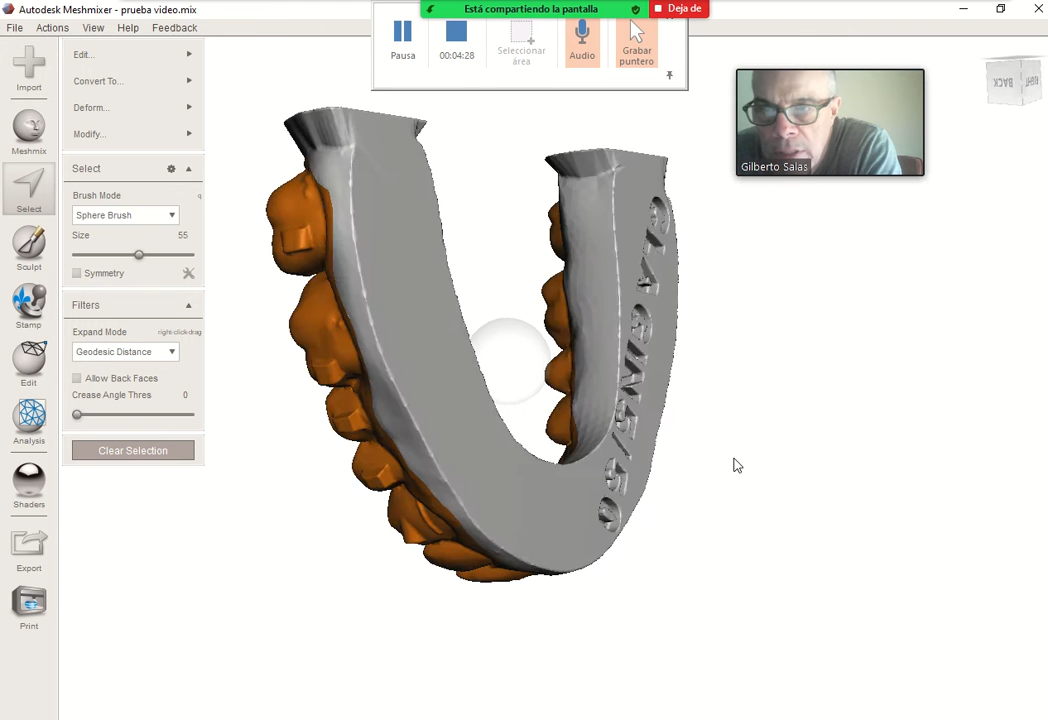 Autodesk Meshmixer - prueba video.mix
File Actions View Help Feedback
Está compartiendo la pantalla
Deja de
Pausa
00:04:28
Seleccionar
área
Audio
Grabar
puntero
Import
Meshmix
Select
Sculpt
Stamp
Edit
Analysis
Shaders
Export
Print
Edit...
Convert To...
Deform...
Modify...
Select
Brush Mode q
Sphere Brush
Size 55
Symmetry
Filters
Expand Mode right-click-drag
Geodesic Distance
Allow Back Faces
Crease Angle Thres 0
Clear Selection
Gilberto Salas
BACK
RIGHT